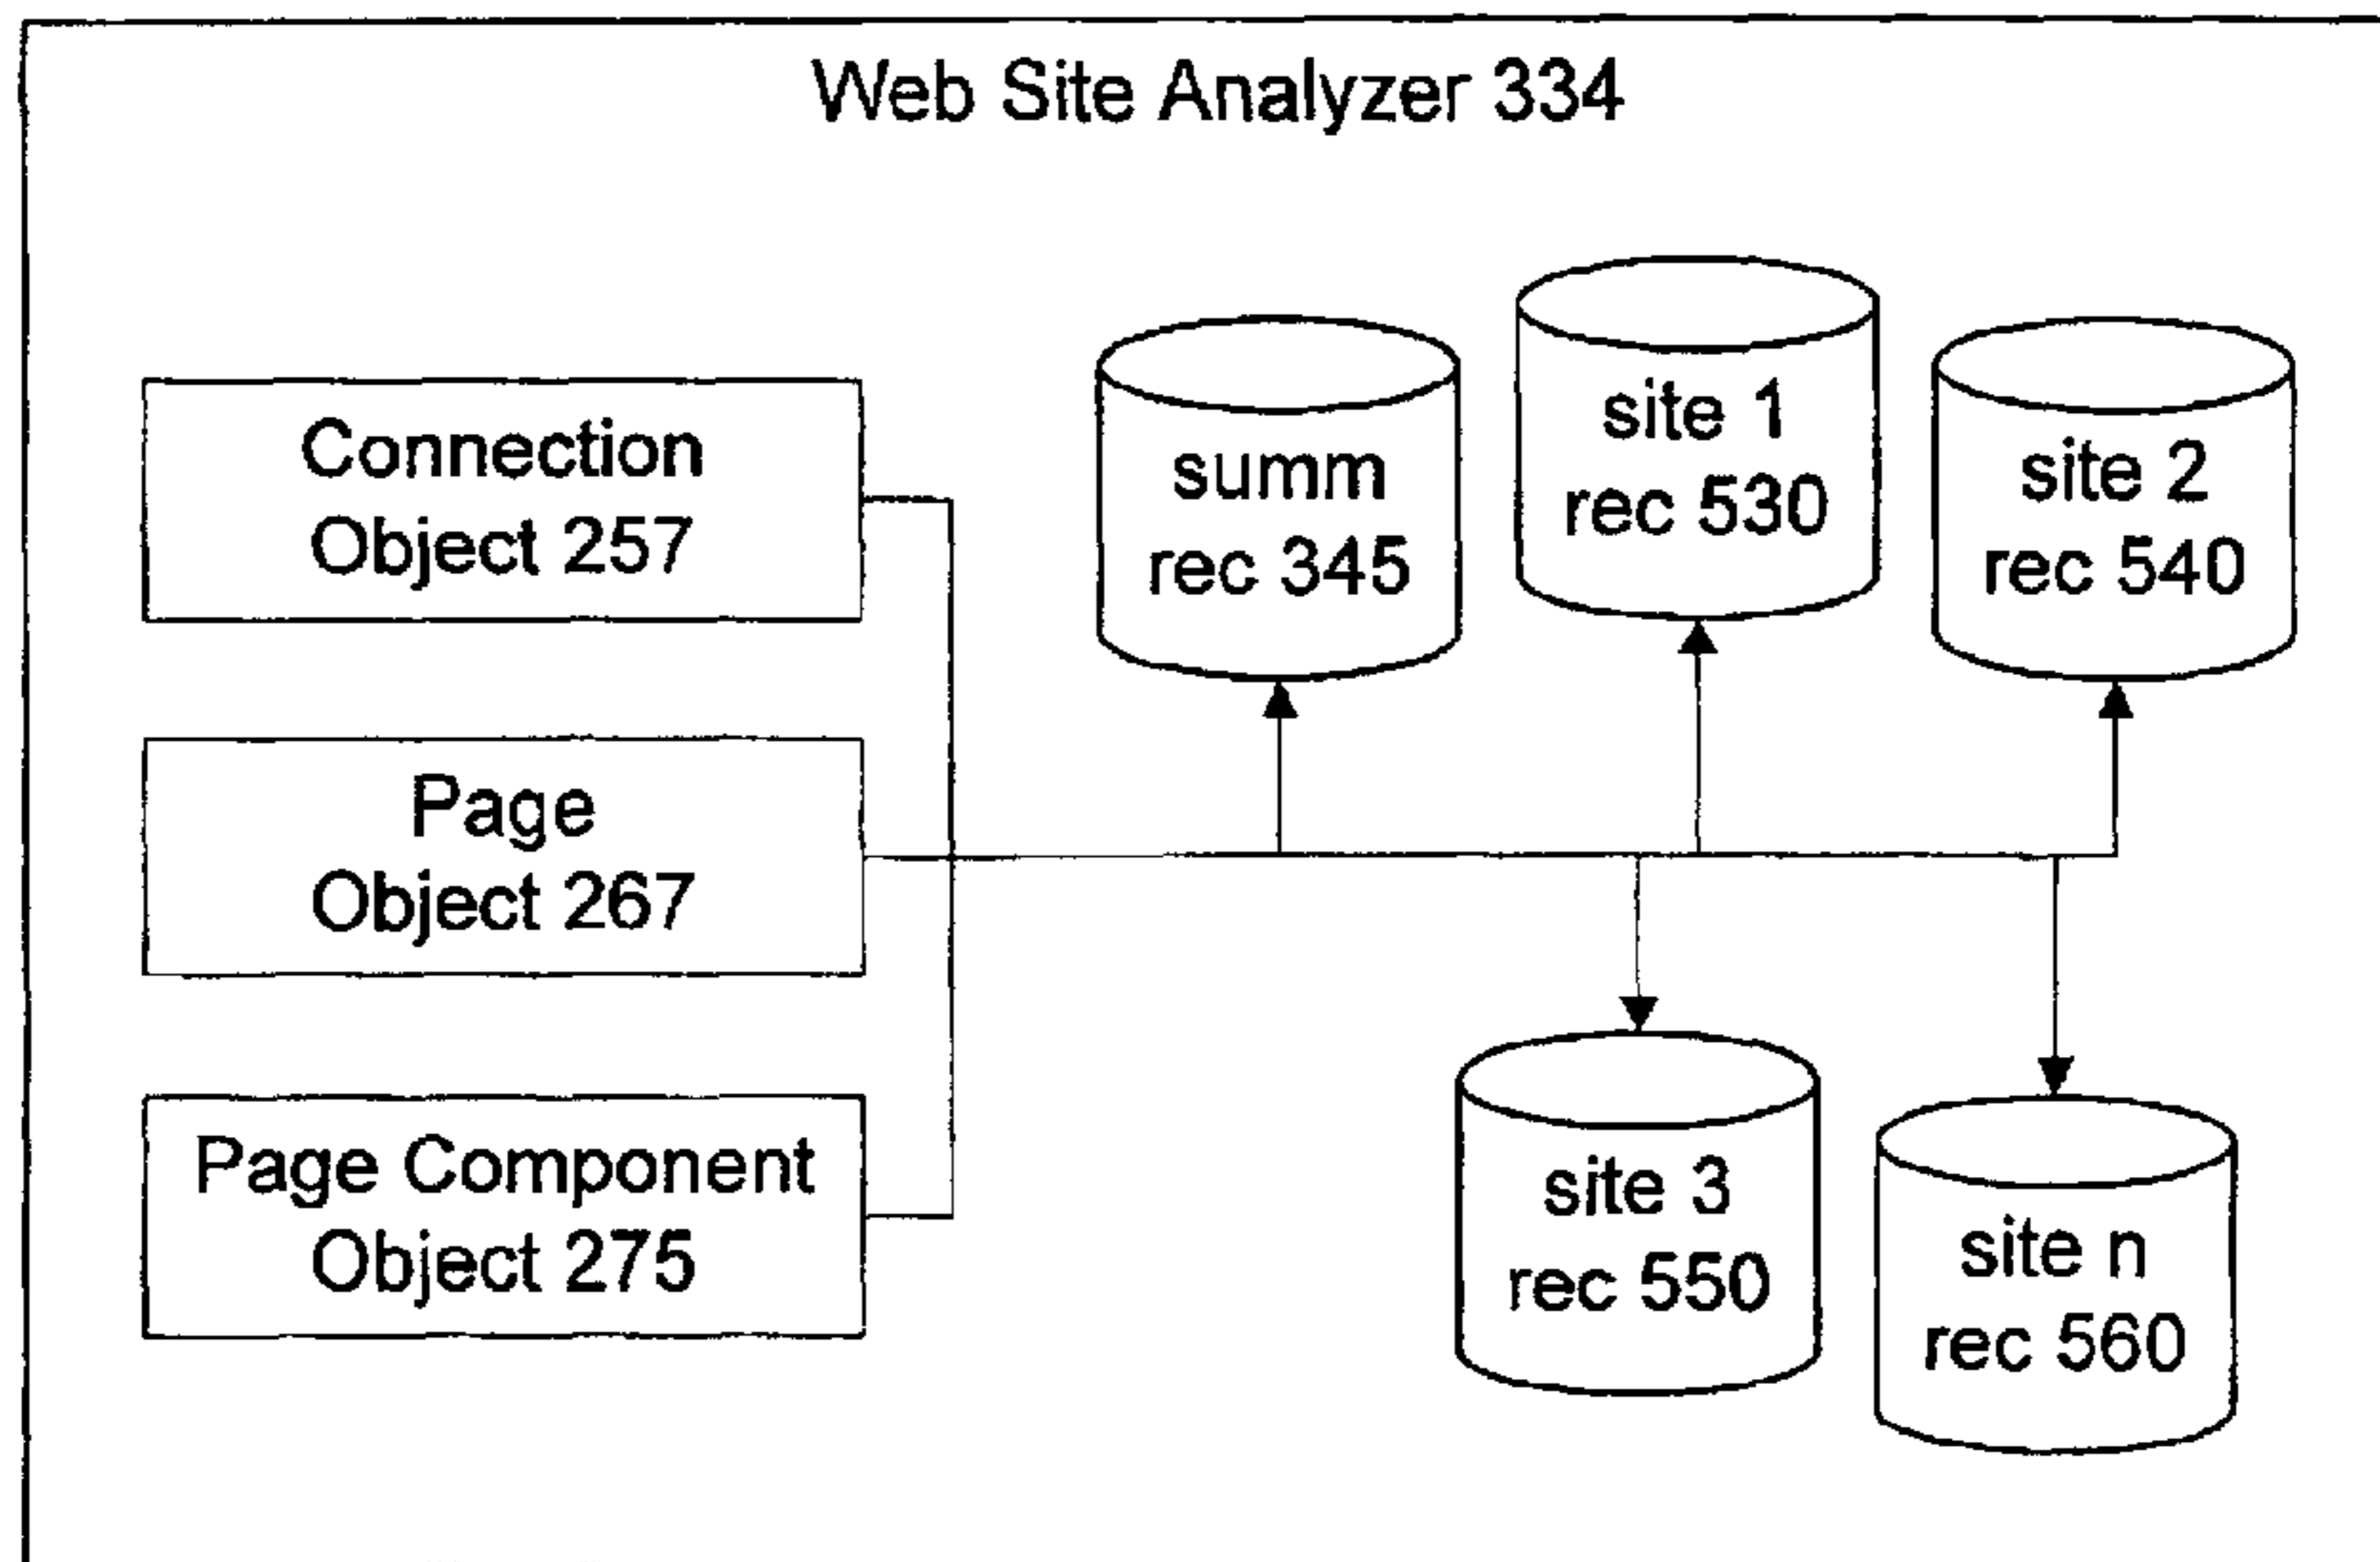 Web Site Analyzer 334
Connection
Object 257
Page
Object 267
Page Component
Object 275
summ
rec 345
site 1
rec 530
site 2
rec 540
site 3
rec 550
site n
rec 560